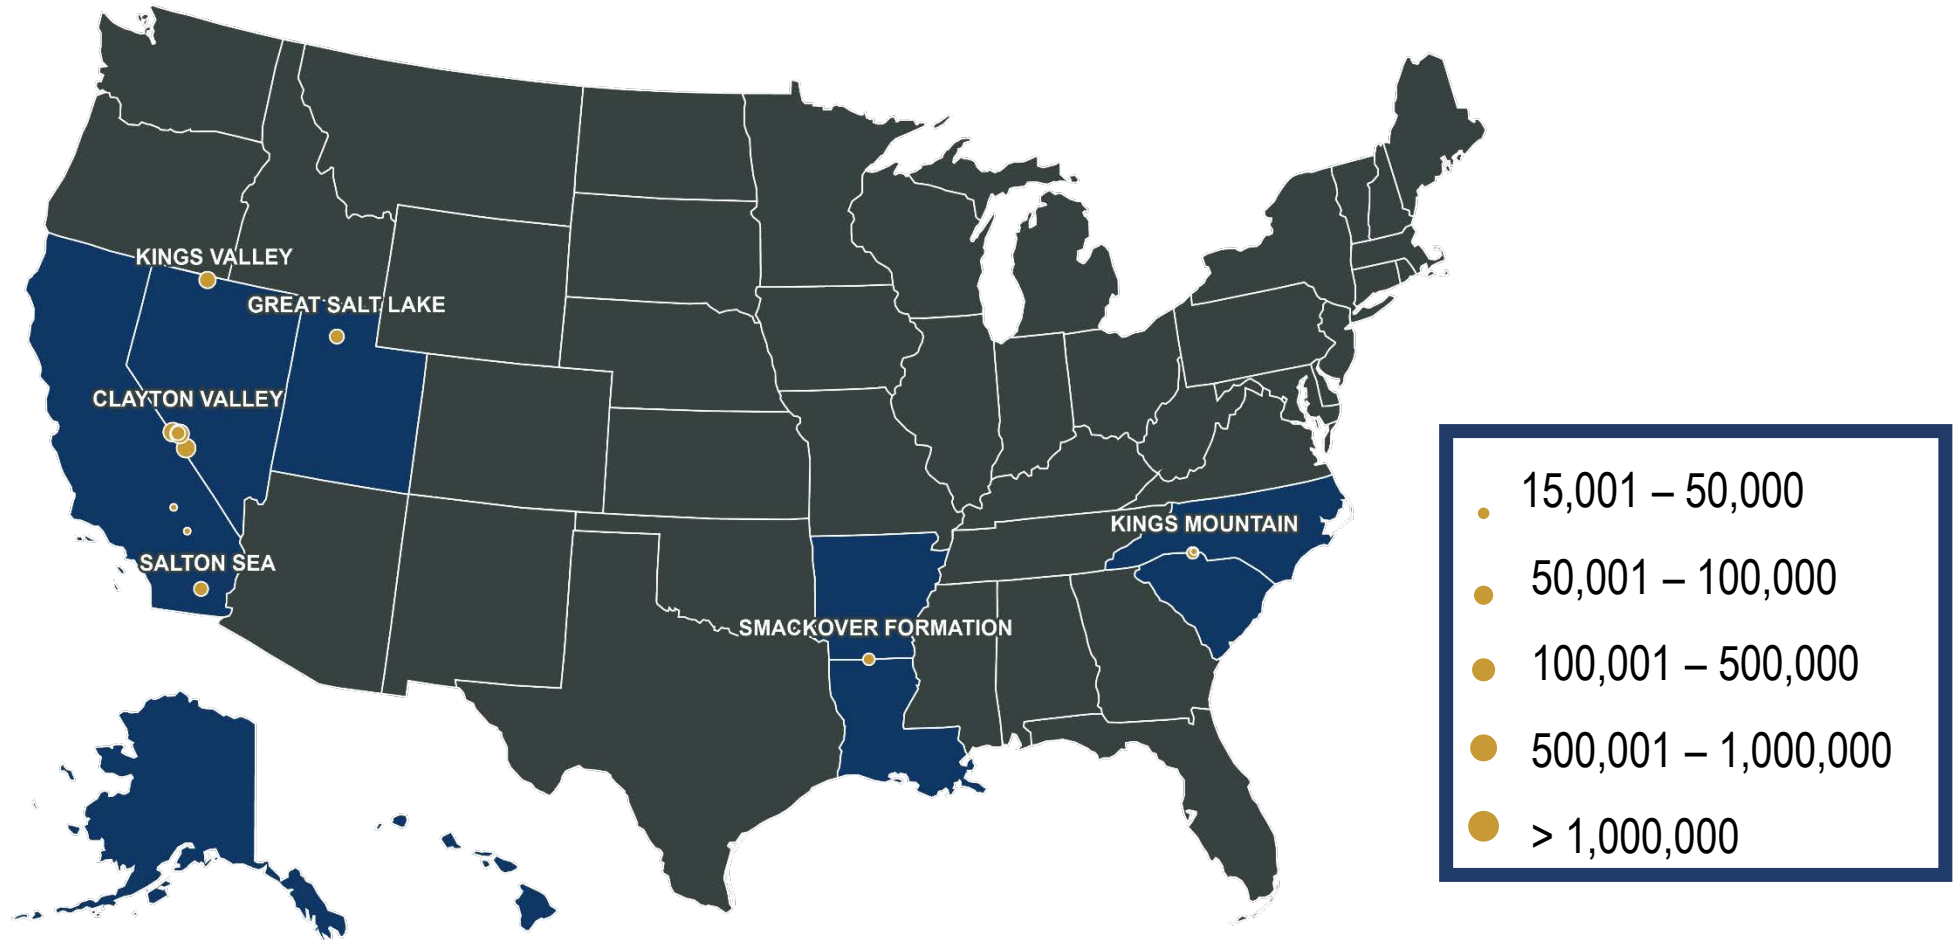 KINGS VALLEY
GREAT SALT LAKE
CLAYTON VALLEY
SALTON SEA
KINGS MOUNTAIN
SMACKOVER FORMATION
15,001 – 50,000
50,001 – 100,000
100,001 – 500,000
500,001 – 1,000,000
> 1,000,000